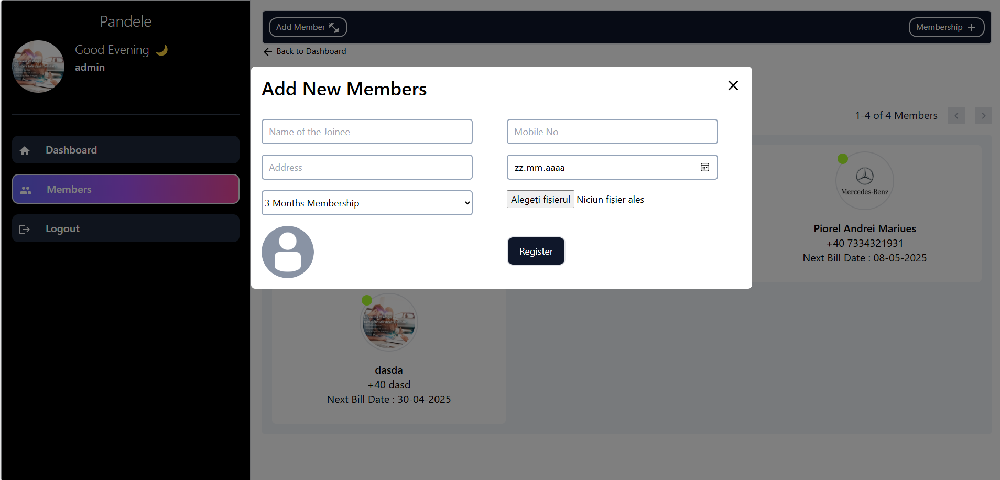 Pandele
Good Evening
admin
Dashboard
Members
Logout
Add Member
Membership
Back to Dashboard
1-4 of 4 Members
Add New Members
Name of the Joinee
Mobile No
Address
zz.mm.aaaa
3 Months Membership
Alegeți fișierul Niciun fișier ales
Register
Mercedes-Benz
Piorel Andrei Mariues
+40 7334321931
Next Bill Date : 08-05-2025
dasda
+40 dasd
Next Bill Date : 30-04-2025